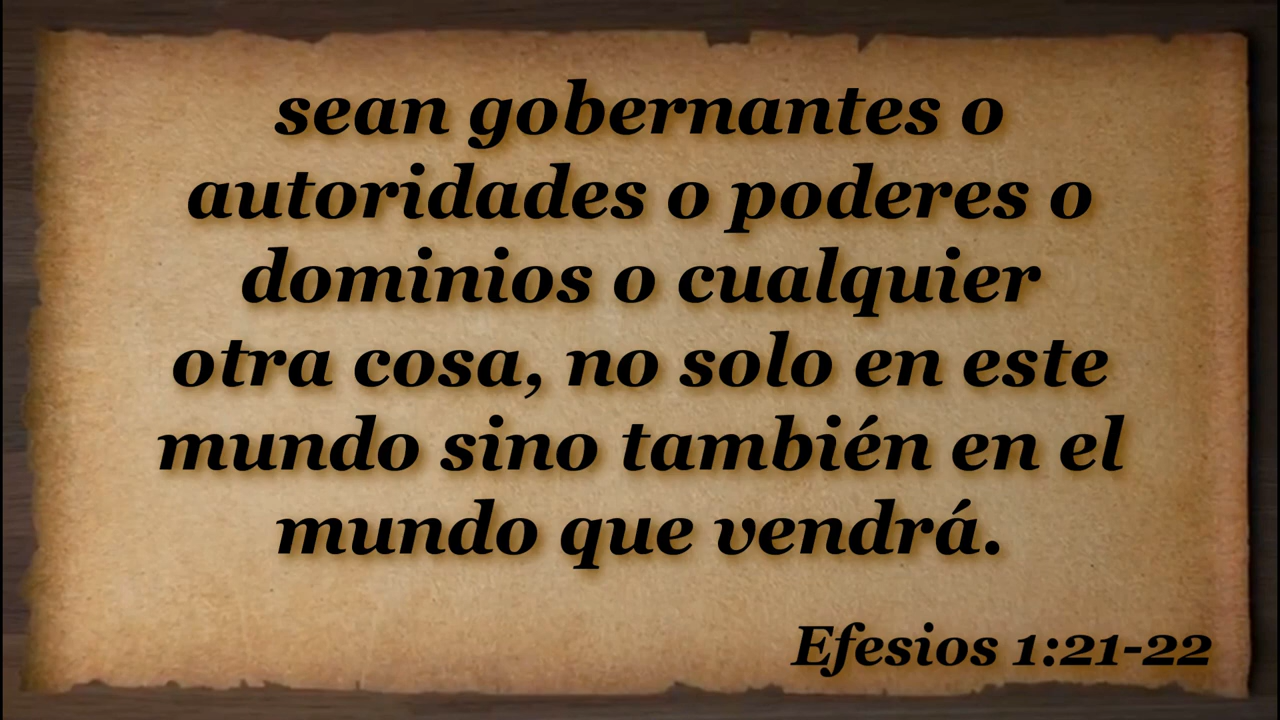 sean gobernantes o
autoridades o poderes o
dominios o cualquier
otra cosa, no solo en este
mundo sino también en el
mundo que vendrá.
Efesios 1:21-22